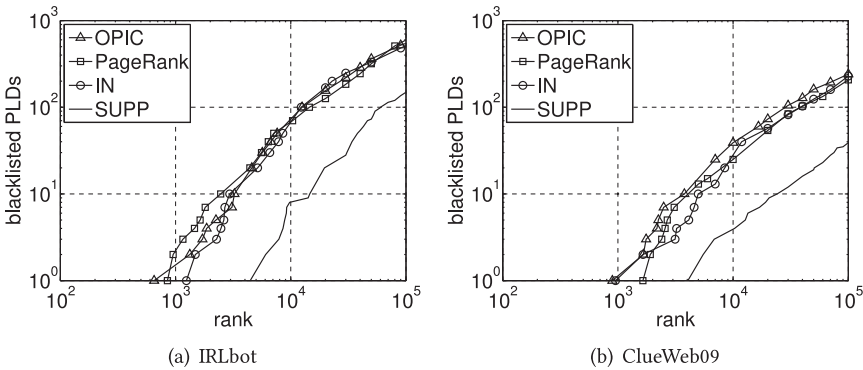 10^3
10^2
10^1
10^0
blacklisted PLDs
OPIC
PageRank
IN
SUPP
10^2 10^3 10^4 10^5
rank
(a) IRLbot
10^3
10^2
10^1
10^0
blacklisted PLDs
OPIC
PageRank
IN
SUPP
10^2 10^3 10^4 10^5
rank
(b) ClueWeb09